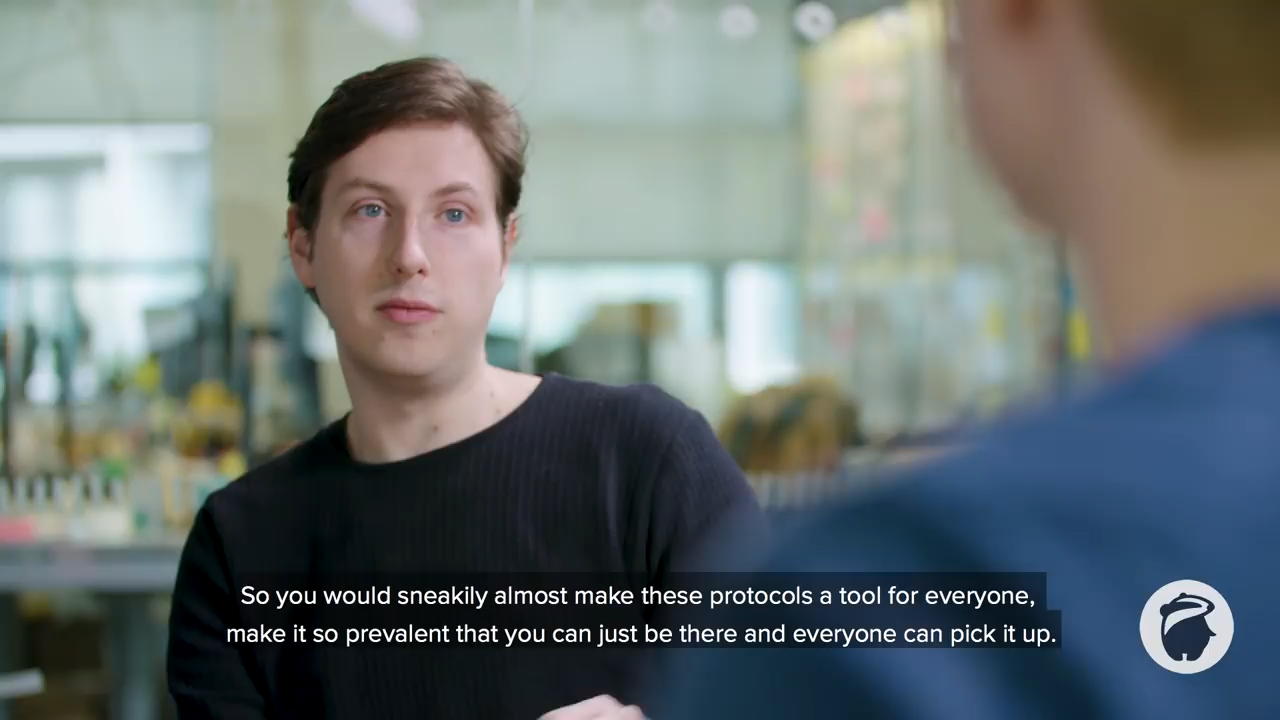 So you would sneakily almost make these protocols a tool for everyone,
make it so prevalent that you can just be there and everyone can pick it up.